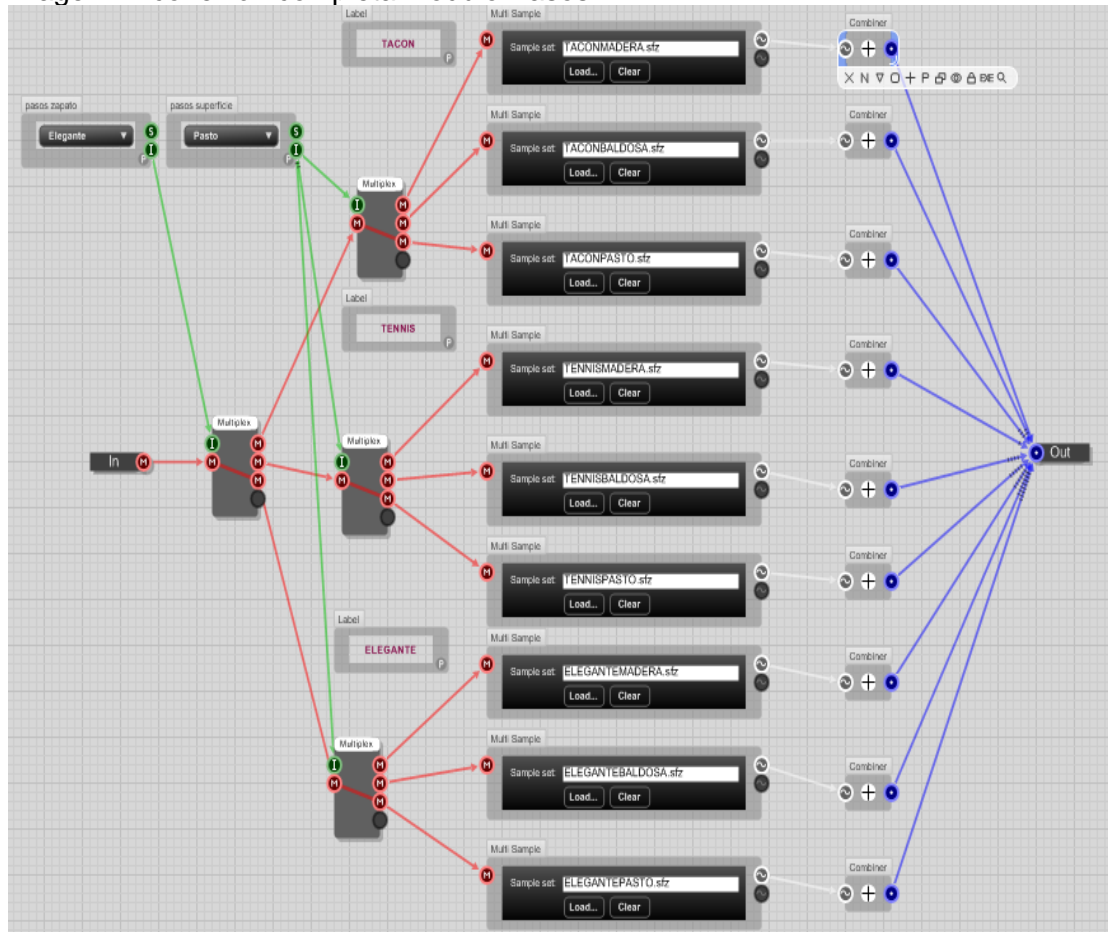 Label
TACON
P
Multi Sample
M
Sample set
TACONMADERA.sfz
Load...
Clear
Combiner
X N P
pasos zapato
Elegante
S
I
P
pasos superficie
Pasto
S
I
P
Multi Sample
M
Sample set
TACONBALDOSA.sfz
Load...
Clear
Combiner
Multiplex
I
M
M
M
M
Multi Sample
M
Sample set
TACONPASTO.sfz
Load...
Clear
Combiner
Label
TENNIS
P
Multi Sample
M
Sample set
TENNISMADERA.sfz
Load...
Clear
Combiner
In
M
Multiplex
I
M
M
M
M
Multiplex
I
M
M
M
M
Multi Sample
M
Sample set
TENNISBALDOSA.sfz
Load...
Clear
Combiner
Out
Multi Sample
M
Sample set
TENNISPASTO.sfz
Load...
Clear
Combiner
Label
ELEGANTE
P
Multi Sample
M
Sample set
ELEGANTEMADERA.sfz
Load...
Clear
Combiner
Multiplex
I
M
M
M
M
Multi Sample
M
Sample set
ELEGANTEBALDOSA.sfz
Load...
Clear
Combiner
Multi Sample
M
Sample set
ELEGANTEPASTO.sfz
Load...
Clear
Combiner